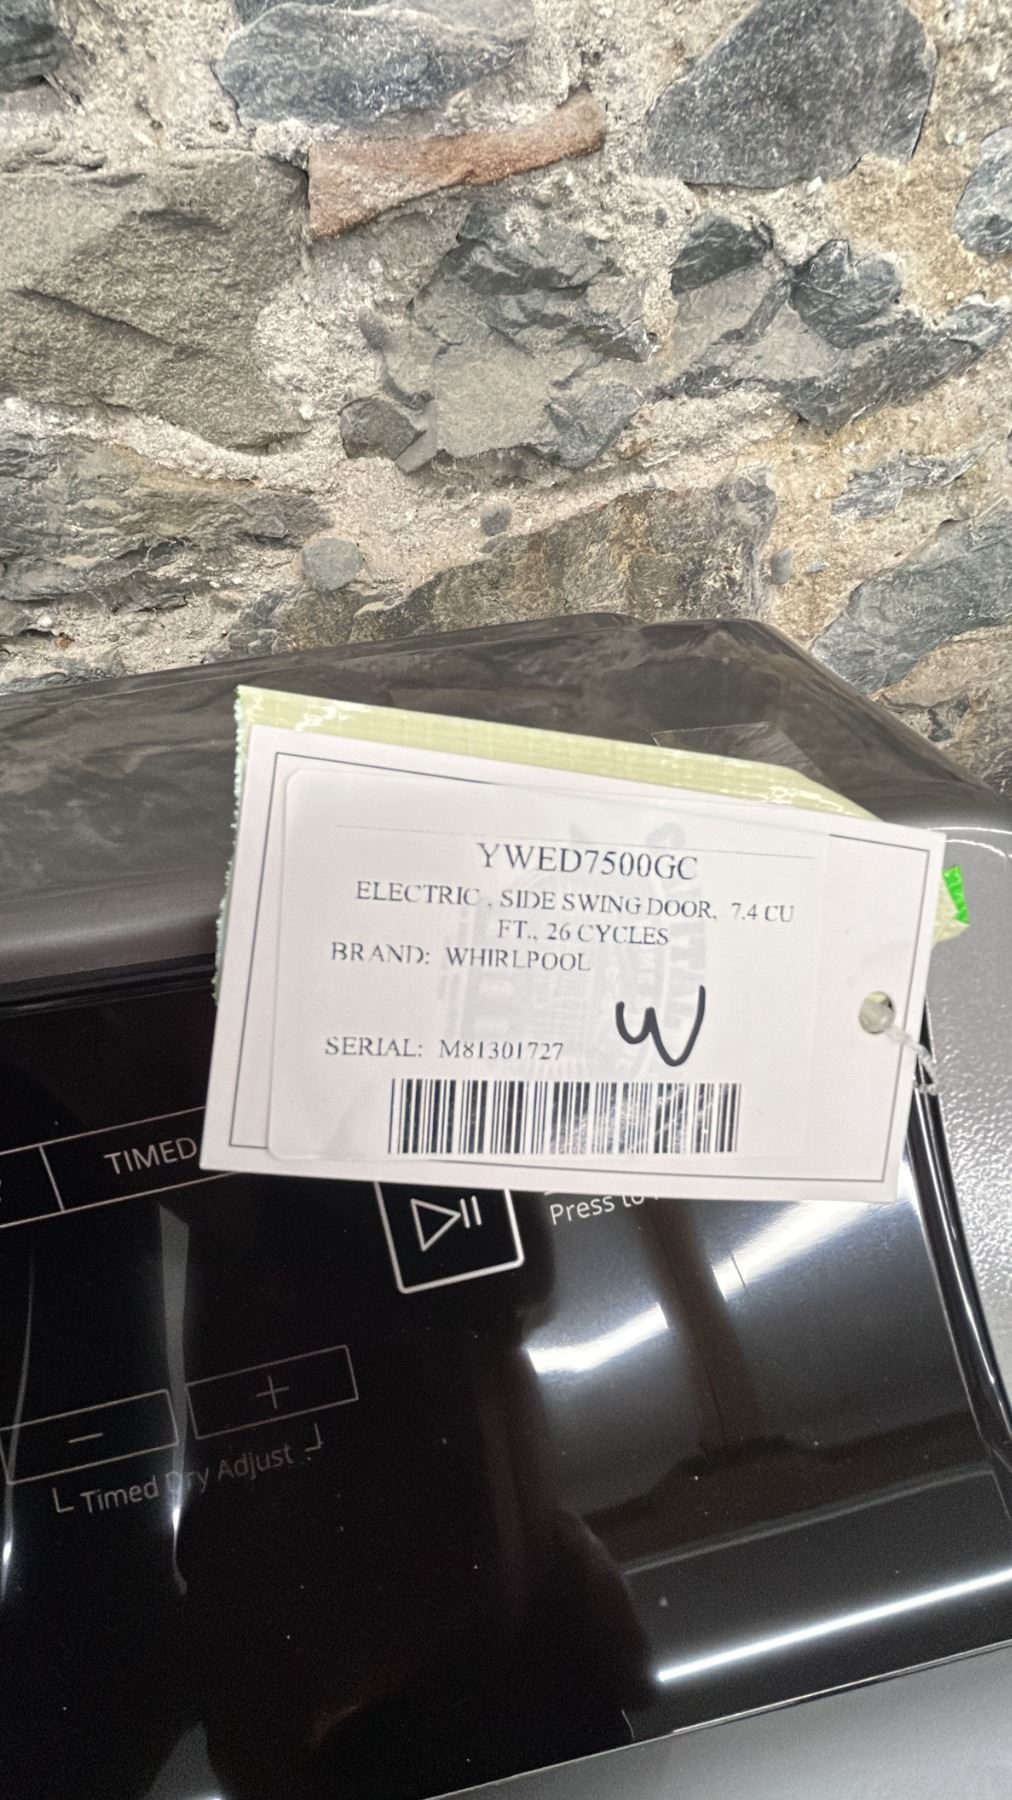 YWED7500GC
ELECTRIC , SIDE SWING DOOR, 7.4 CU
FT., 26 CYCLES
BRAND: WHIRLPOOL
W
SERIAL: M81301727
TIMED
Press to
− +
Timed Dry Adjust